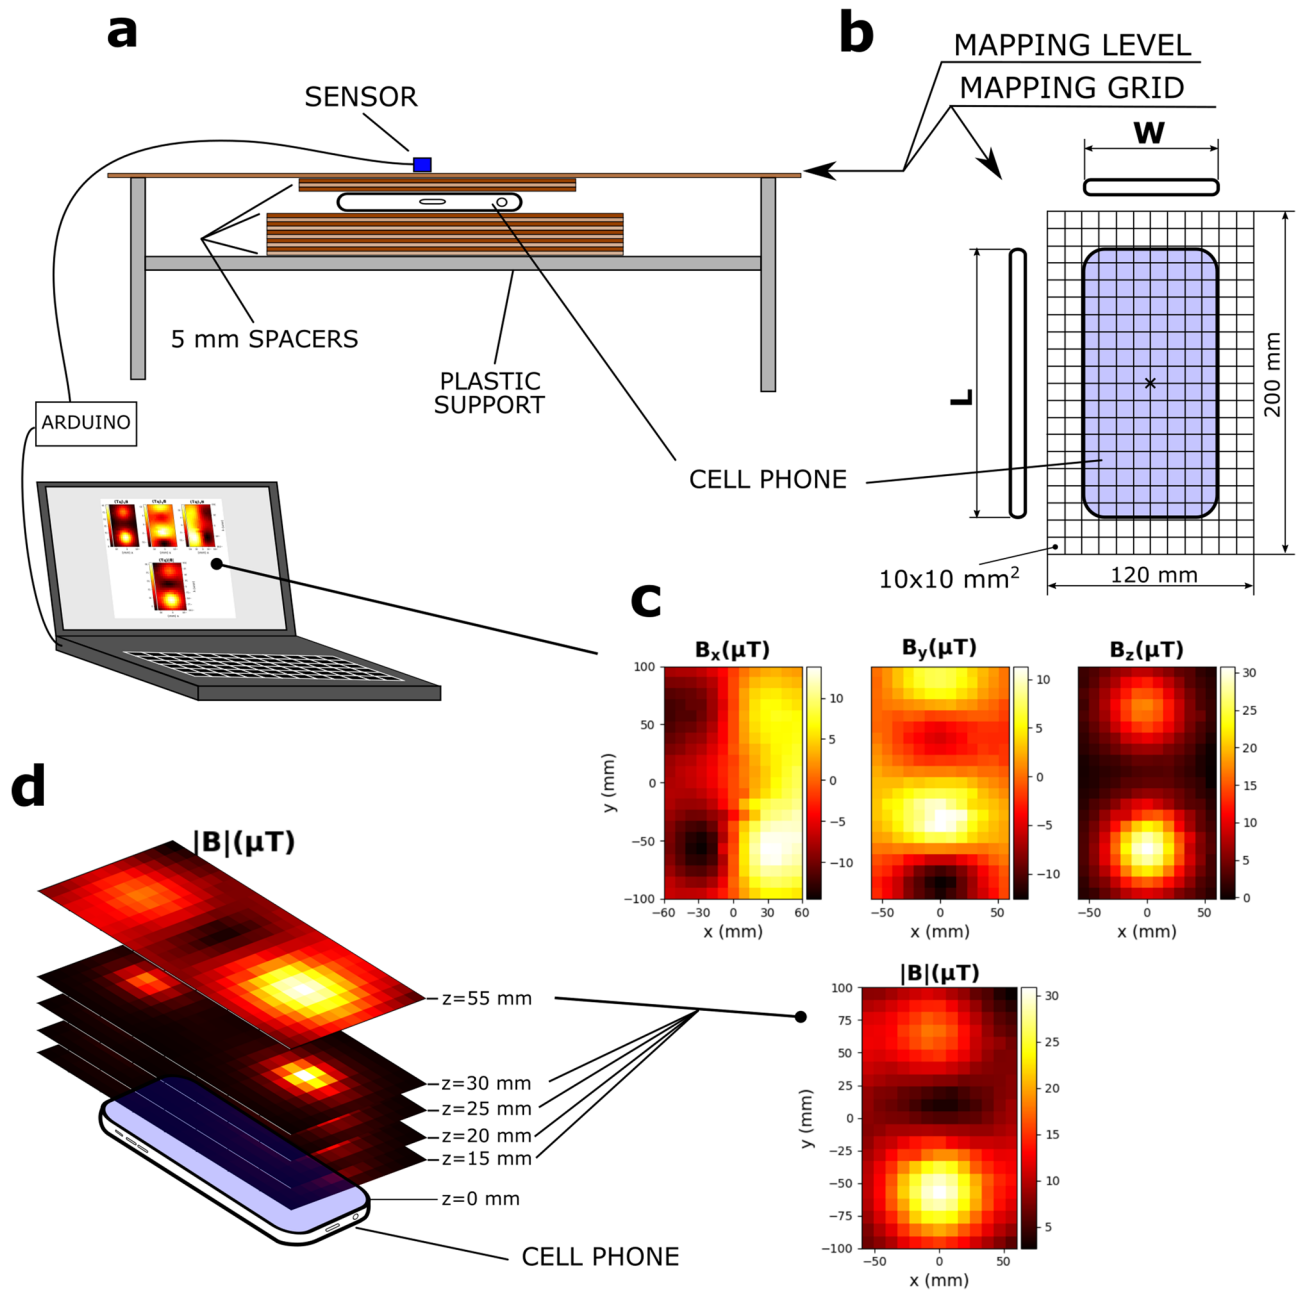 a
SENSOR
5 mm SPACERS
PLASTIC
SUPPORT
ARDUINO
CELL PHONE
b
MAPPING LEVEL
MAPPING GRID
W
L
200 mm
120 mm
10x10 mm²
c
Bx(µT)
100
50
0
−50
−100
−60
−30
0
30
60
y (mm)
x (mm)
10
5
0
−5
−10
By(µT)
−50
0
50
x (mm)
10
5
0
−5
−10
Bz(µT)
−50
0
50
x (mm)
30
25
20
15
10
5
0
|B|(µT)
100
75
50
25
0
−25
−50
−75
−100
−50
0
50
y (mm)
x (mm)
30
25
20
15
10
5
d
|B|(µT)
z=55 mm
z=30 mm
z=25 mm
z=20 mm
z=15 mm
z=0 mm
CELL PHONE